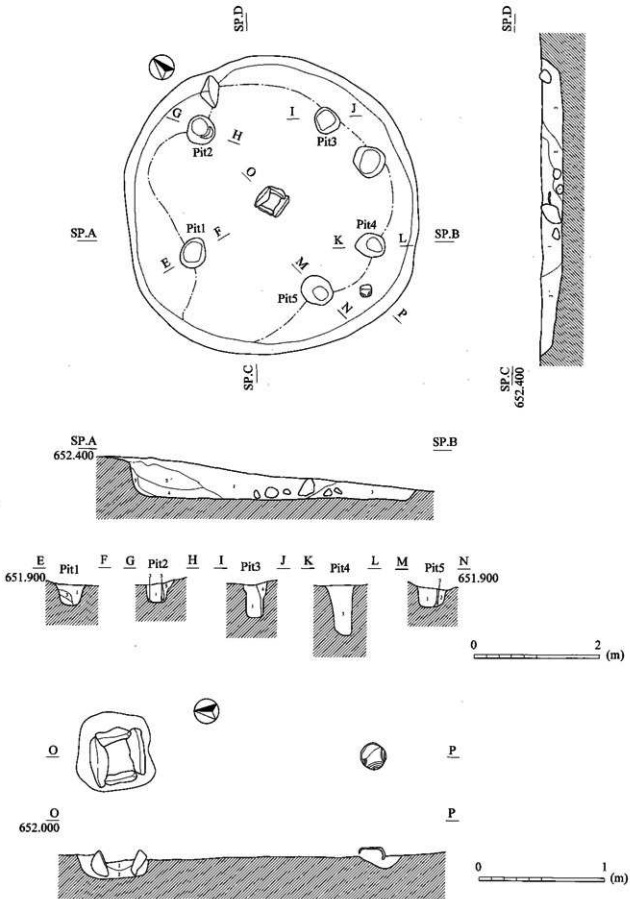 SP.D
SP.D
G
H
I
J
Pit2
Pit3
O
SP.A
Pit1
F
E
Pit4
K
L
SP.B
M
Pit5
N
P
SP.C
SP.C
652.400
SP.A
652.400
SP.B
E Pit1 F G Pit2 H I Pit3 J K Pit4 L M Pit5 N
651.900
651.900
0 2
(m)
O
P
O
652.000
P
0 1
(m)